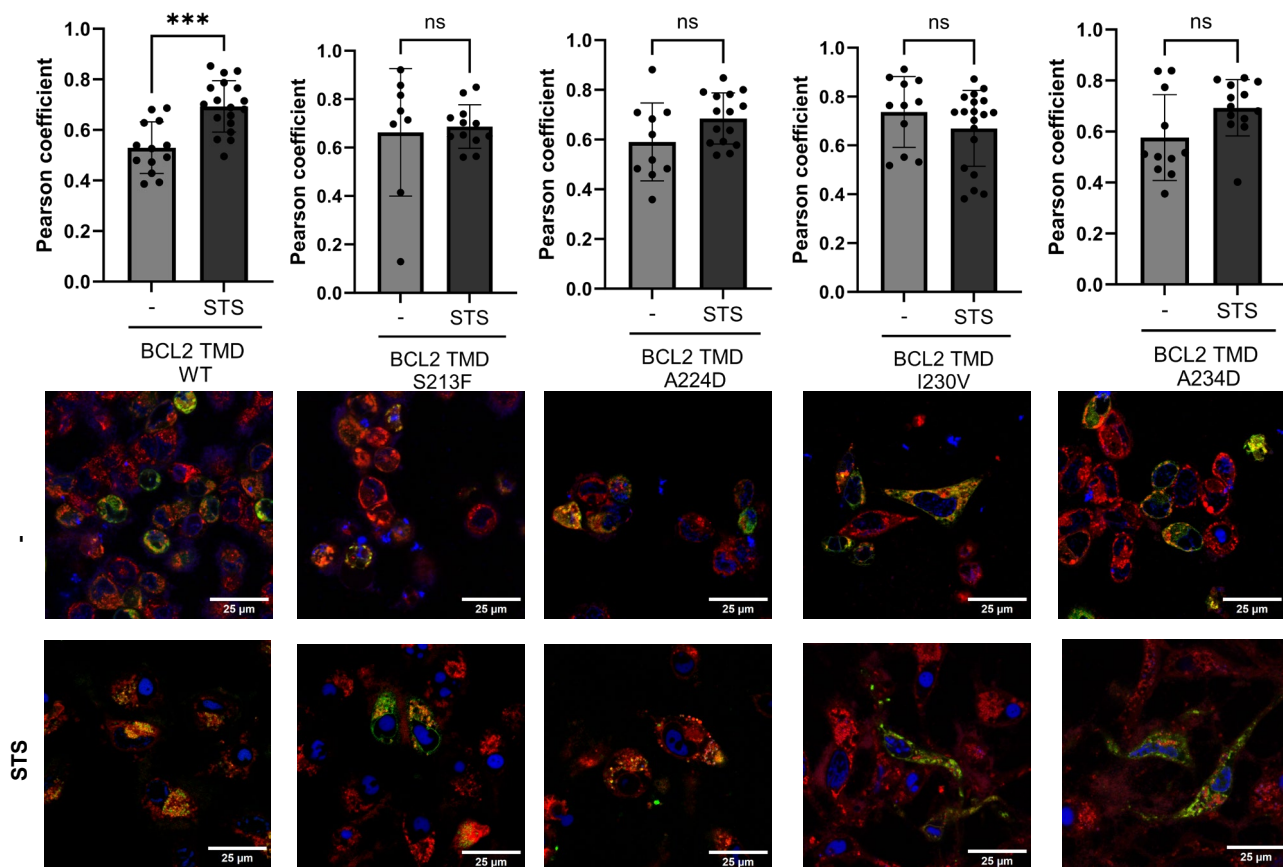 ***
Pearson coefficient
1.0
0.8
0.6
0.4
0.2
0.0
-
STS
BCL2 TMD
WT
ns
Pearson coefficient
1.0
0.8
0.6
0.4
0.2
0.0
-
STS
BCL2 TMD
S213F
ns
Pearson coefficient
1.0
0.8
0.6
0.4
0.2
0.0
-
STS
BCL2 TMD
A224D
ns
Pearson coefficient
1.0
0.8
0.6
0.4
0.2
0.0
-
STS
BCL2 TMD
I230V
ns
Pearson coefficient
1.0
0.8
0.6
0.4
0.2
0.0
-
STS
BCL2 TMD
A234D
-
25 µm
25 µm
25 µm
25 µm
25 µm
STS
25 µm
25 µm
25 µm
25 µm
25 µm